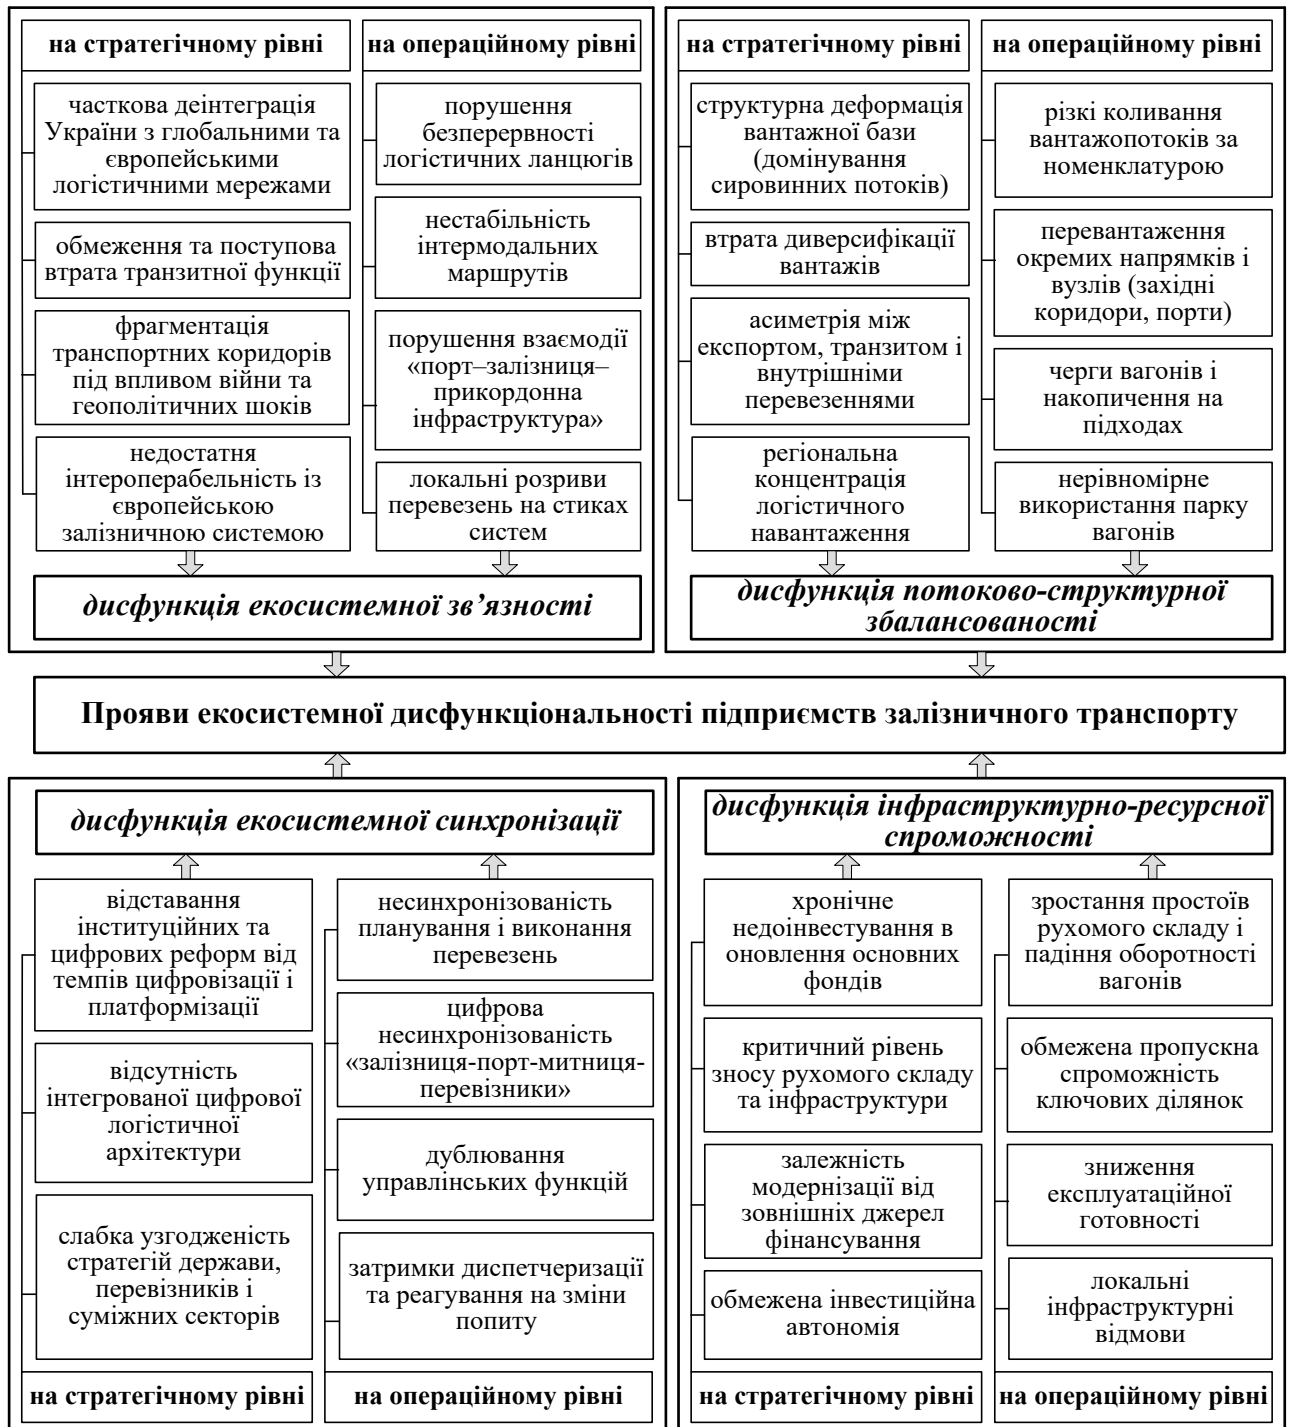 на стратегічному рівні
часткова деінтеграція
України з глобальними та
європейськими
логістичними мережами
обмеження та поступова
втрата транзитної функції
фрагментація
транспортних коридорів
під впливом війни та
геополітичних шоків
недостатня
інтероперабельність із
європейською
залізничною системою
на операційному рівні
порушення
безперервності
логістичних ланцюгів
нестабільність
інтермодальних
маршрутів
порушення взаємодії
«порт–залізниця–
прикордонна
інфраструктура»
локальні розриви
перевезень на стиках
систем
дисфункція екосистемної зв’язності
на стратегічному рівні
структурна деформація
вантажної бази
(домінування
сировинних потоків)
втрата диверсифікації
вантажів
асиметрія між
експортом, транзитом і
внутрішніми
перевезеннями
регіональна
концентрація
логістичного
навантаження
на операційному рівні
різкі коливання
вантажопотоків за
номенклатурою
перевантаження
окремих напрямків і
вузлів (західні
коридори, порти)
черги вагонів і
накопичення на
підходах
нерівномірне
використання парку
вагонів
дисфункція потоково-структурної
збалансованості
Прояви екосистемної дисфункціональності підприємств залізничного транспорту
дисфункція екосистемної синхронізації
відставання
інституційних та
цифрових реформ від
темпів цифровізації і
платформізації
відсутність
інтегрованої цифрової
логістичної
архітектури
слабка узгодженість
стратегій держави,
перевізників і
суміжних секторів
на стратегічному рівні
несинхронізованість
планування і виконання
перевезень
цифрова
несинхронізованість
«залізниця-порт-митниця-
перевізники»
дублювання
управлінських функцій
затримки диспетчеризації
та реагування на зміни
попиту
на операційному рівні
дисфункція інфраструктурно-ресурсної
спроможності
хронічне
недоінвестування в
оновлення основних
фондів
критичний рівень
зносу рухомого складу
та інфраструктури
залежність
модернізації від
зовнішніх джерел
фінансування
обмежена інвестиційна
автономія
на стратегічному рівні
зростання простоїв
рухомого складу і
падіння оборотності
вагонів
обмежена пропускна
спроможність
ключових ділянок
зниження
експлуатаційної
готовності
локальні
інфраструктурні
відмови
на операційному рівні